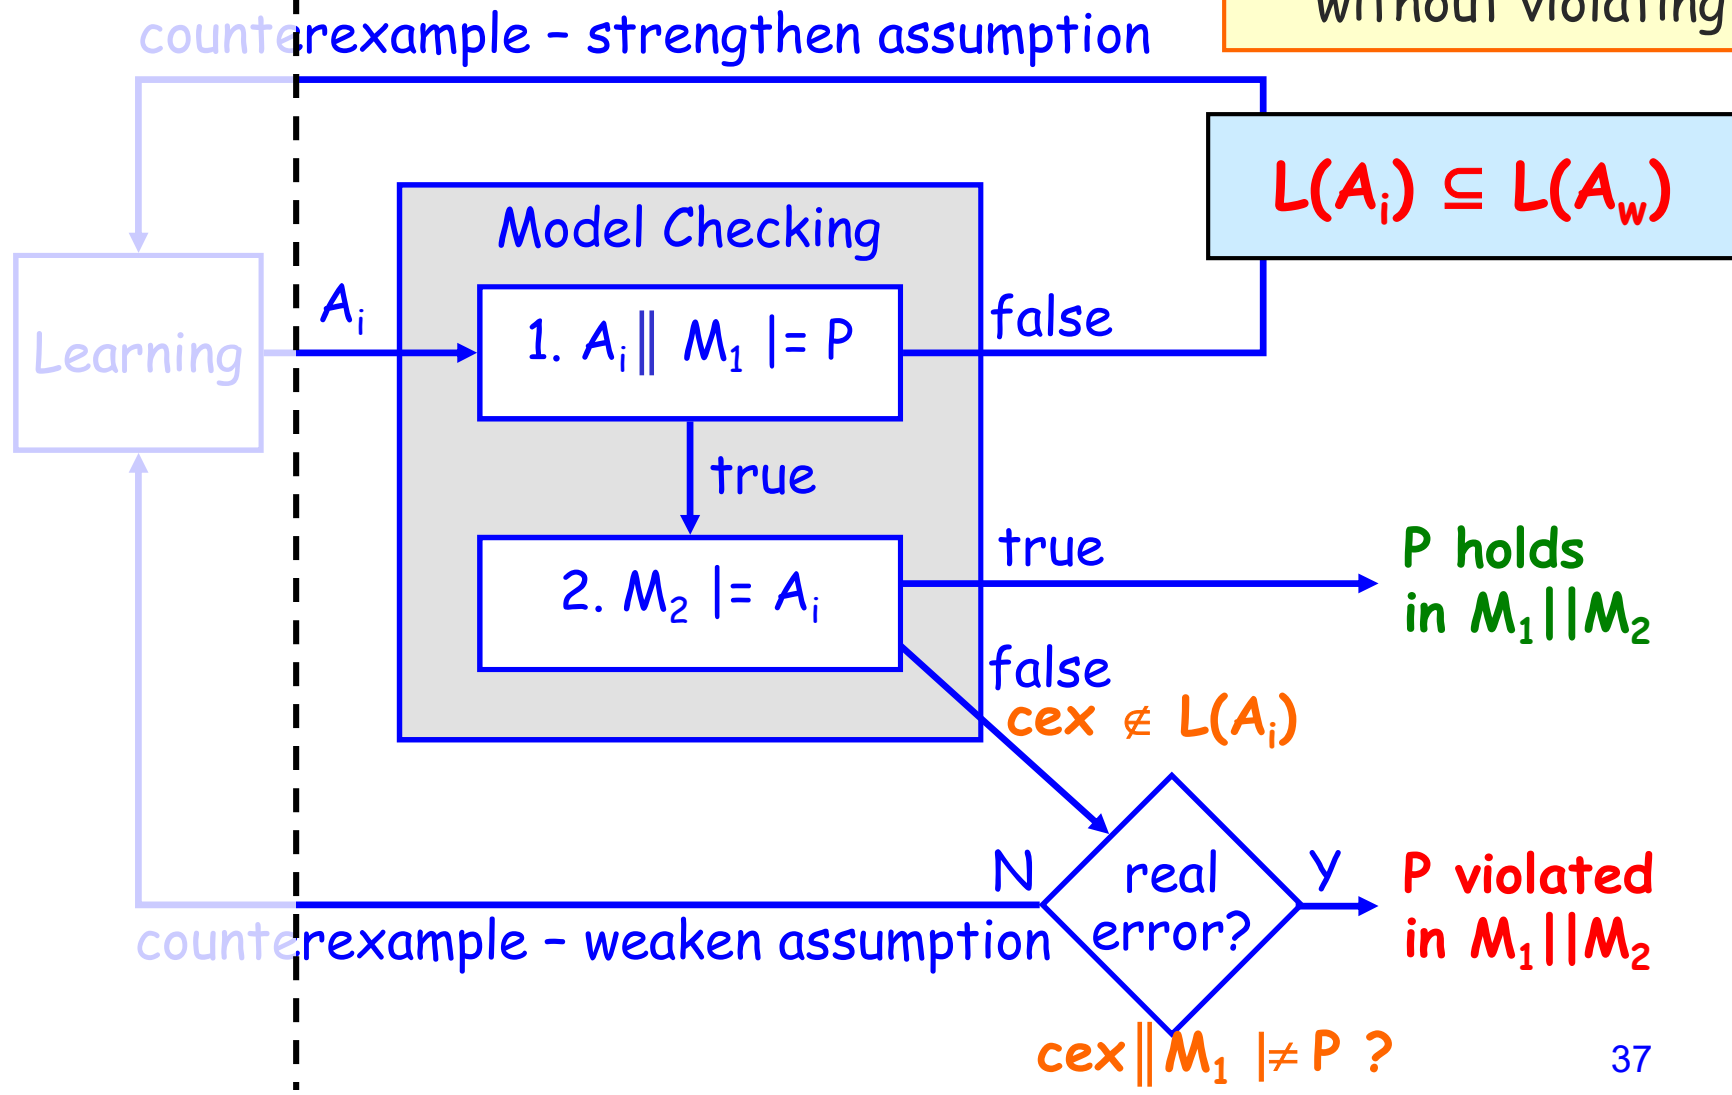 without violating
counterexample – strengthen assumption
L(Aᵢ) ⊆ L(A_w)
Model Checking
Aᵢ
1. Aᵢ║ M₁ |= P
false
Learning
true
2. M₂ |= Aᵢ
true
P holds
in M₁||M₂
false
cex ∉ L(Aᵢ)
N
real
error?
Y
P violated
in M₁||M₂
counterexample – weaken assumption
cex║M₁ |≠ P ?
37